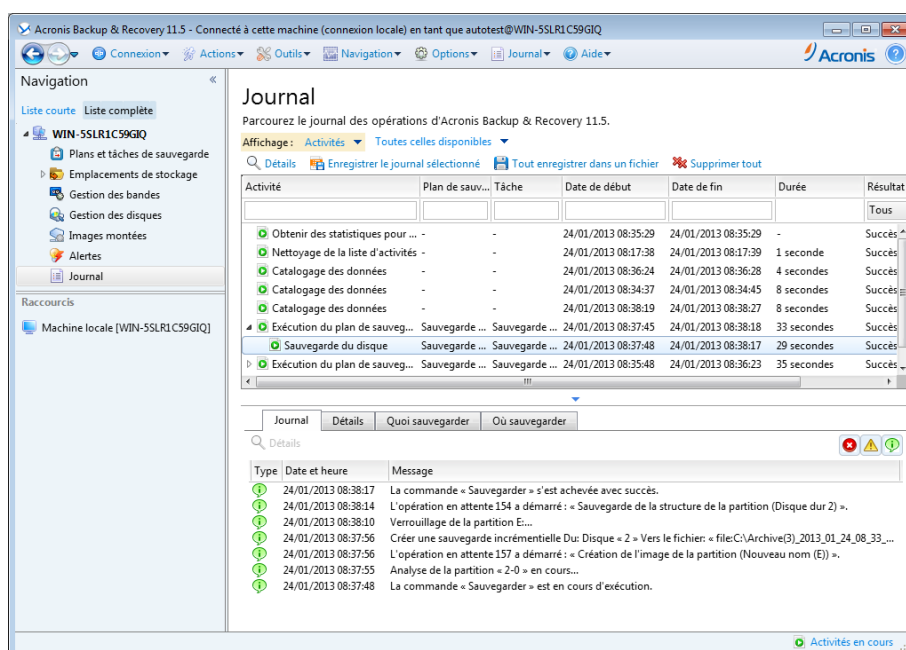 Acronis Backup & Recovery 11.5 - Connecté à cette machine (connexion locale) en tant que autotest@WIN-5SLR1C59GIQ
Connexion Actions Outils Navigation Options Journal Aide Acronis
Navigation
Liste courte Liste complète
WIN-5SLR1C59GIQ
Plans et tâches de sauvegarde
Emplacements de stockage
Gestion des bandes
Gestion des disques
Images montées
Alertes
Journal
Raccourcis
Machine locale [WIN-5SLR1C59GIQ]
Journal
Parcourez le journal des opérations d'Acronis Backup & Recovery 11.5.
Affichage : Activités Toutes celles disponibles
Détails Enregistrer le journal sélectionné Tout enregistrer dans un fichier Supprimer tout
Activité Plan de sauv... Tâche Date de début Date de fin Durée Résultat
Tous
Obtenir des statistiques pour ... - - 24/01/2013 08:35:29 24/01/2013 08:35:29 - Succès
Nettoyage de la liste d'activités - - 24/01/2013 08:17:38 24/01/2013 08:17:39 1 seconde Succès
Catalogage des données - - 24/01/2013 08:36:24 24/01/2013 08:36:28 4 secondes Succès
Catalogage des données - - 24/01/2013 08:34:37 24/01/2013 08:34:45 8 secondes Succès
Catalogage des données - - 24/01/2013 08:38:19 24/01/2013 08:38:27 8 secondes Succès
Exécution du plan de sauveg... Sauvegarde ... Sauvegarde ... 24/01/2013 08:37:45 24/01/2013 08:38:18 33 secondes Succès
Sauvegarde du disque Sauvegarde ... Sauvegarde ... 24/01/2013 08:37:48 24/01/2013 08:38:17 29 secondes Succès
Exécution du plan de sauveg... Sauvegarde ... Sauvegarde ... 24/01/2013 08:35:48 24/01/2013 08:36:23 35 secondes Succès
Journal Détails Quoi sauvegarder Où sauvegarder
Détails
Type Date et heure Message
24/01/2013 08:38:17 La commande « Sauvegarder » s'est achevée avec succès.
24/01/2013 08:38:14 L'opération en attente 154 a démarré : « Sauvegarde de la structure de la partition (Disque dur 2) ».
24/01/2013 08:38:10 Verrouillage de la partition E:...
24/01/2013 08:37:56 Créer une sauvegarde incrémentielle Du: Disque « 2 » Vers le fichier: « file:C:\Archive(3)_2013_01_24_08_33_...
24/01/2013 08:37:56 L'opération en attente 157 a démarré : « Création de l'image de la partition (Nouveau nom (E)) ».
24/01/2013 08:37:55 Analyse de la partition « 2-0 » en cours...
24/01/2013 08:37:48 La commande « Sauvegarder » est en cours d'exécution.
Activités en cours